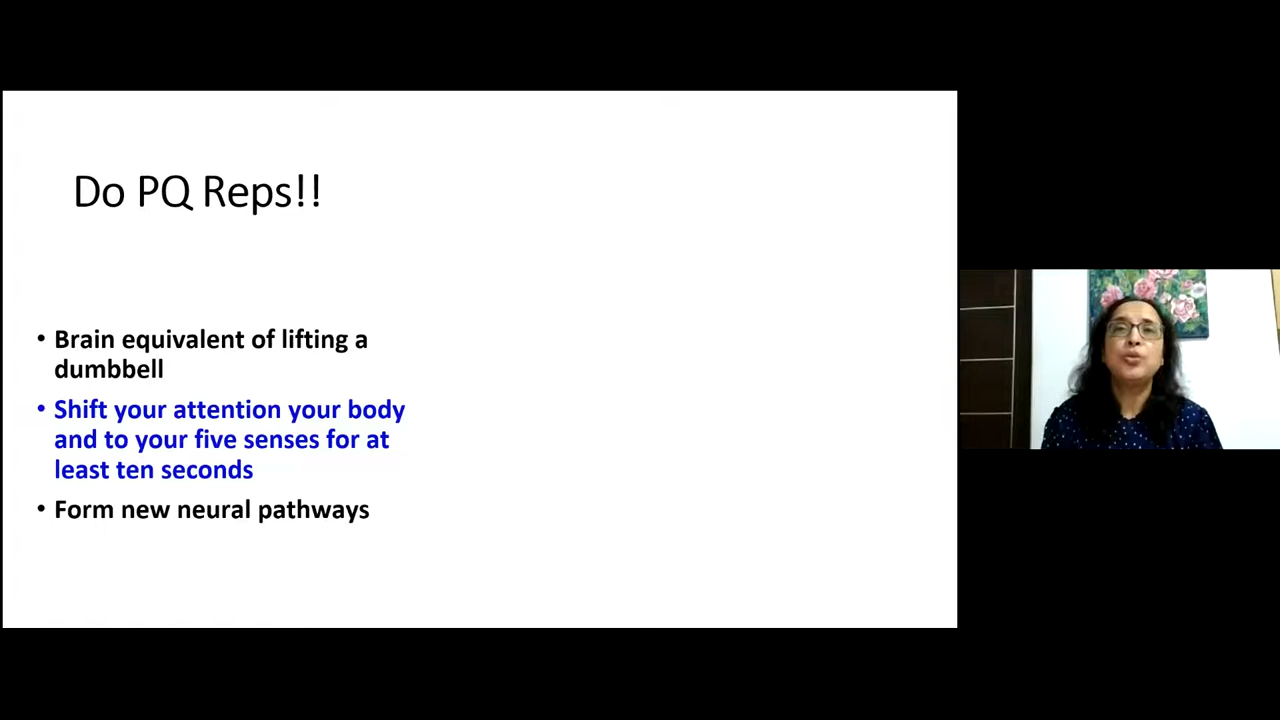 Do PQ Reps!!
• Brain equivalent of lifting a
dumbbell
• Shift your attention your body
and to your five senses for at
least ten seconds
• Form new neural pathways